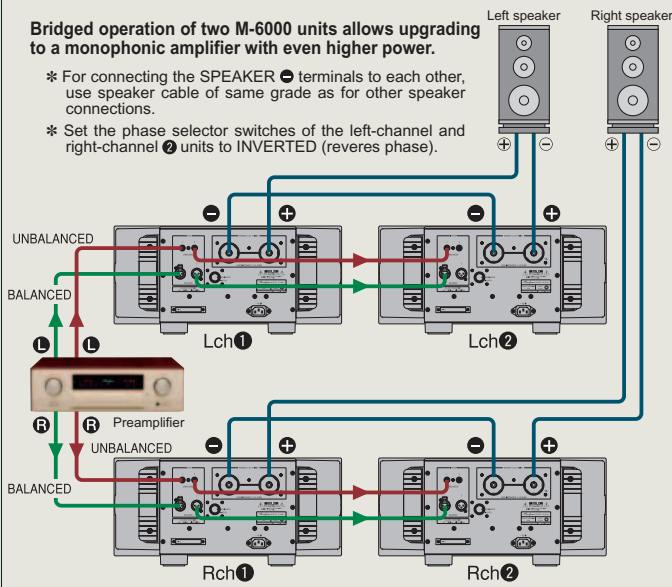 Bridged operation of two M-6000 units allows upgrading
to a monophonic amplifier with even higher power.
Left speaker
Right speaker
✻ For connecting the SPEAKER ⊖ terminals to each other,
use speaker cable of same grade as for other speaker
connections.
✻ Set the phase selector switches of the left-channel and
right-channel ❷ units to INVERTED (reveres phase).
+ − + −
− + − +
UNBALANCED
BALANCED
Lch❶
Lch❷
L L
Preamplifier
R R
UNBALANCED
− + − +
BALANCED
Rch❶
Rch❷